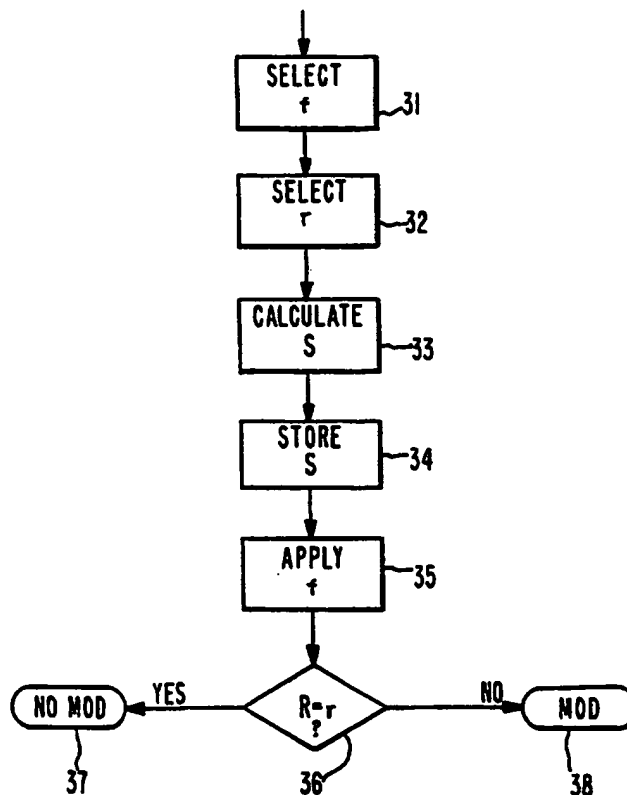 SELECT
f
31
SELECT
r
32
CALCULATE
S
33
STORE
S
34
APPLY
f
35
NO MOD
YES
R=r
?
NO
MOD
37
36
38